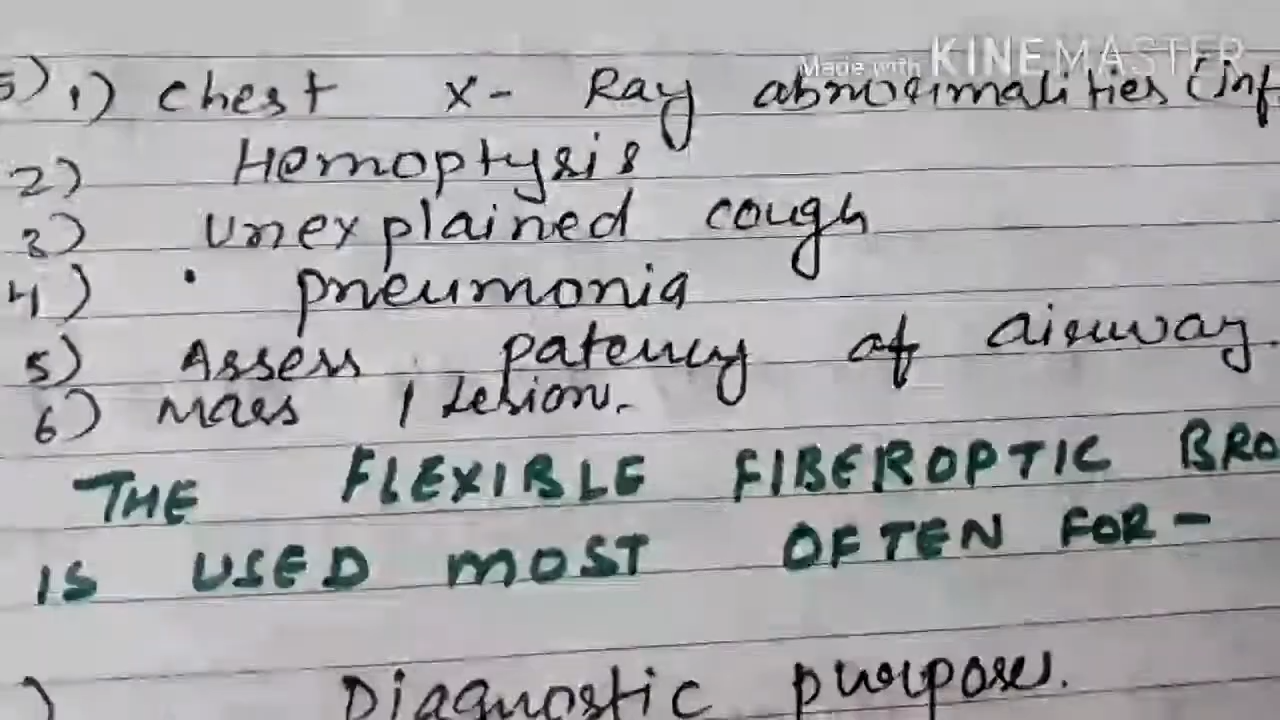 Made with KINEMASTER
5) 1) Chest X- Ray abnormalities (inf
2) Hemoptysis
3) unexplained cough
4) pneumonia
5) Assess patency of airway.
6) Mass / Lesion.
THE FLEXIBLE FIBEROPTIC BRO
IS USED MOST OFTEN FOR -
) Diagnostic purposes.